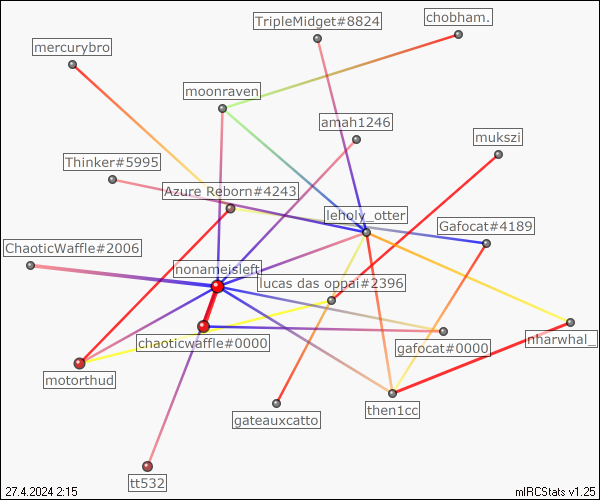 TripleMidget#8824
chobham.
mercurybro
moonraven
amah1246
mukszi
Thinker#5995
Azure Reborn#4243
leholy_otter
Gafocat#4189
ChaoticWaffle#2006
nonameisleft
lucas das oppai#2396
chaoticwaffle#0000
gafocat#0000
nharwhal_
motorthud
then1cc
gateauxcatto
tt532
27.4.2024 2:15
mIRCStats v1.25